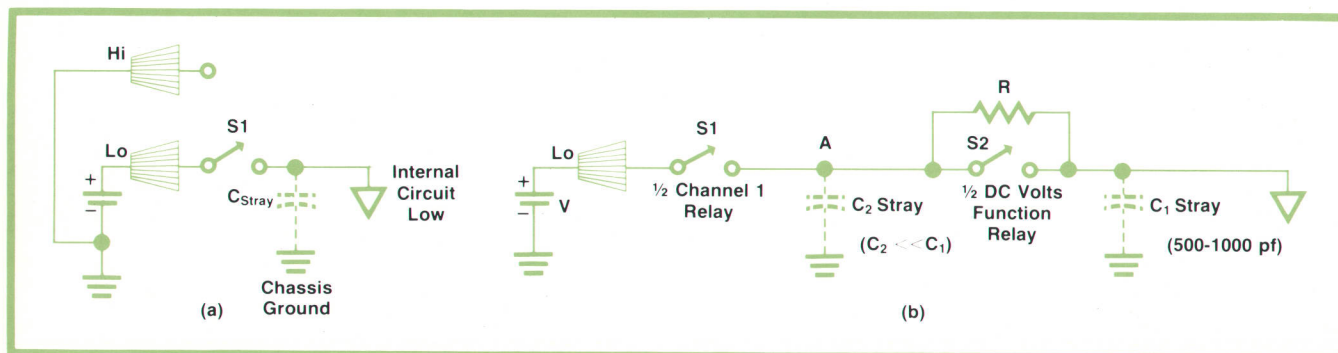 Hi
Lo
S1
+
−
C Stray
Internal
Circuit
Low
Chassis
Ground
(a)
Lo
+
−
V
S1
½ Channel 1
Relay
A
C2 Stray
(C2 <<C1)
R
S2
½ DC Volts
Function
Relay
C1 Stray
(500-1000 pf)
(b)